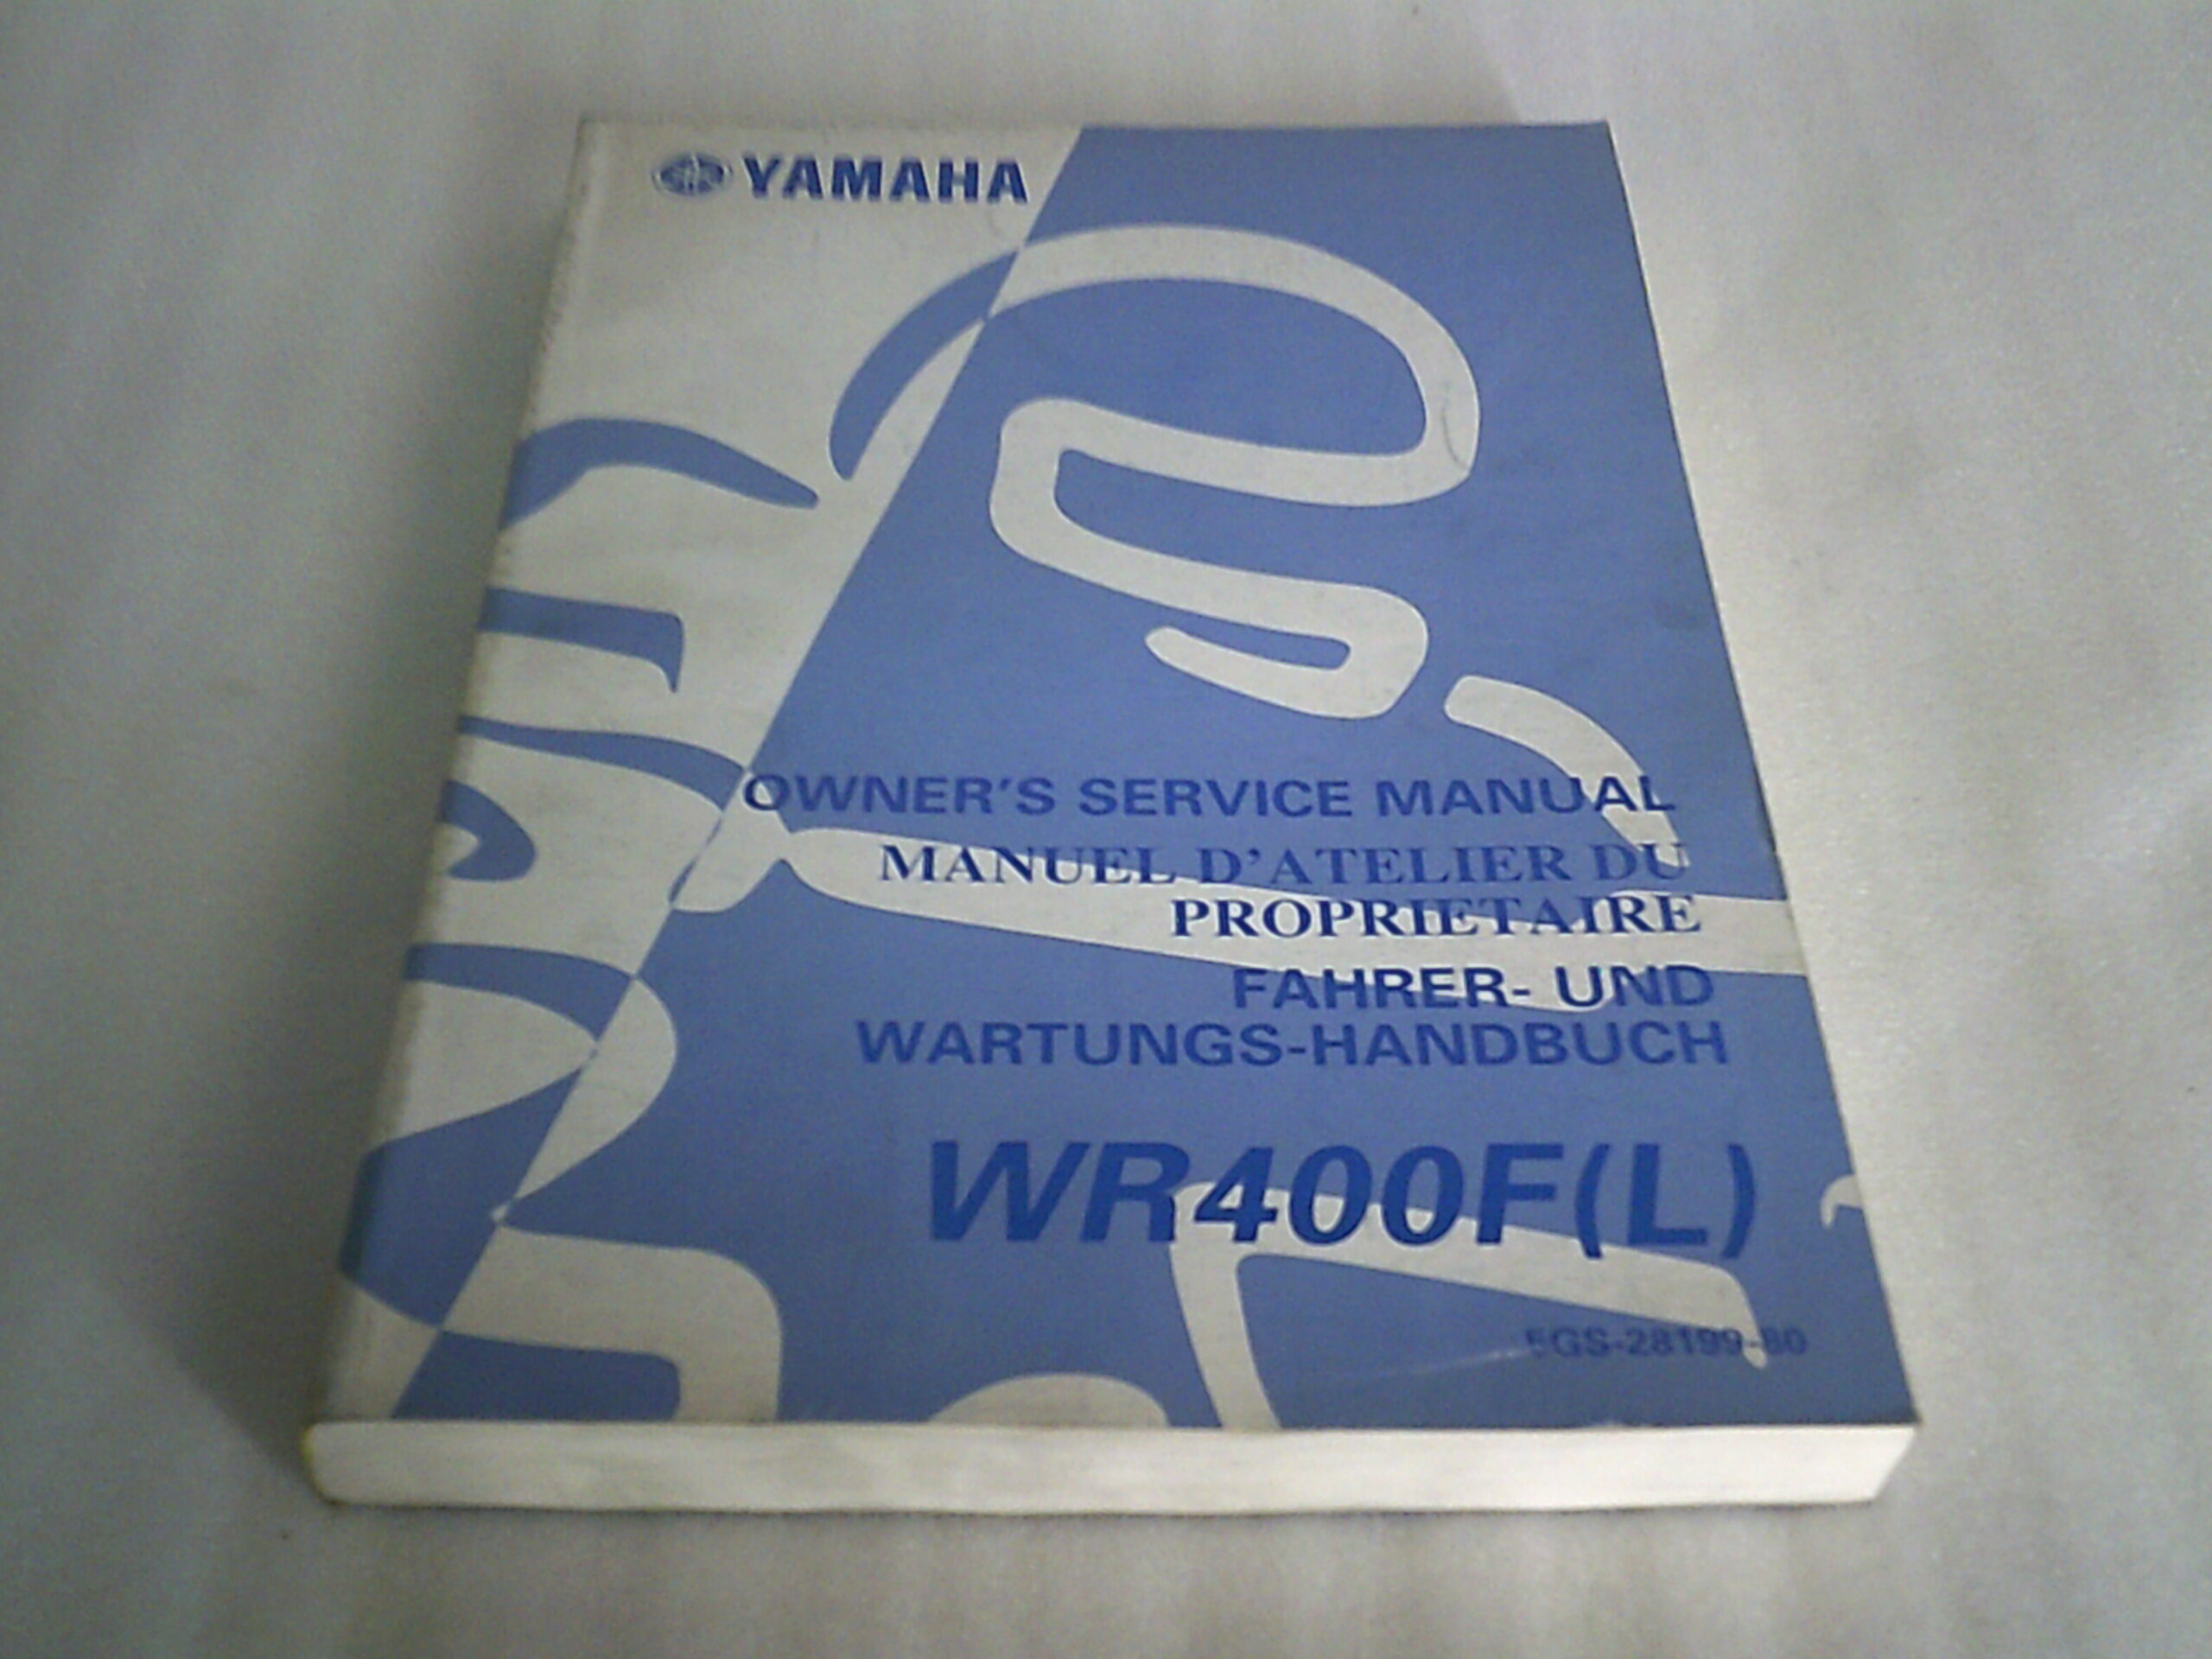 YAMAHA
OWNER'S SERVICE MANUAL
MANUEL D'ATELIER DU
PROPRIETAIRE
FAHRER- UND
WARTUNGS-HANDBUCH
WR400F(L)
5GS-28199-80